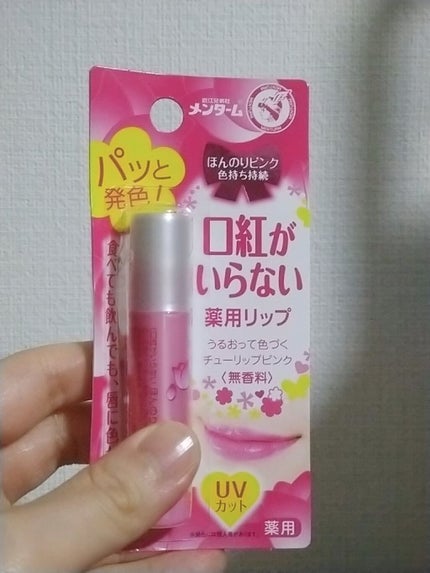 近江兄弟社
メンターム
パッと
発色!
ほんのりピンク
色持ち持続
口紅が
いらない
薬用リップ
うるおって色づく
チューリップピンク
〈無香料〉
食べても飲んでも、唇に色
UV
カット
薬用